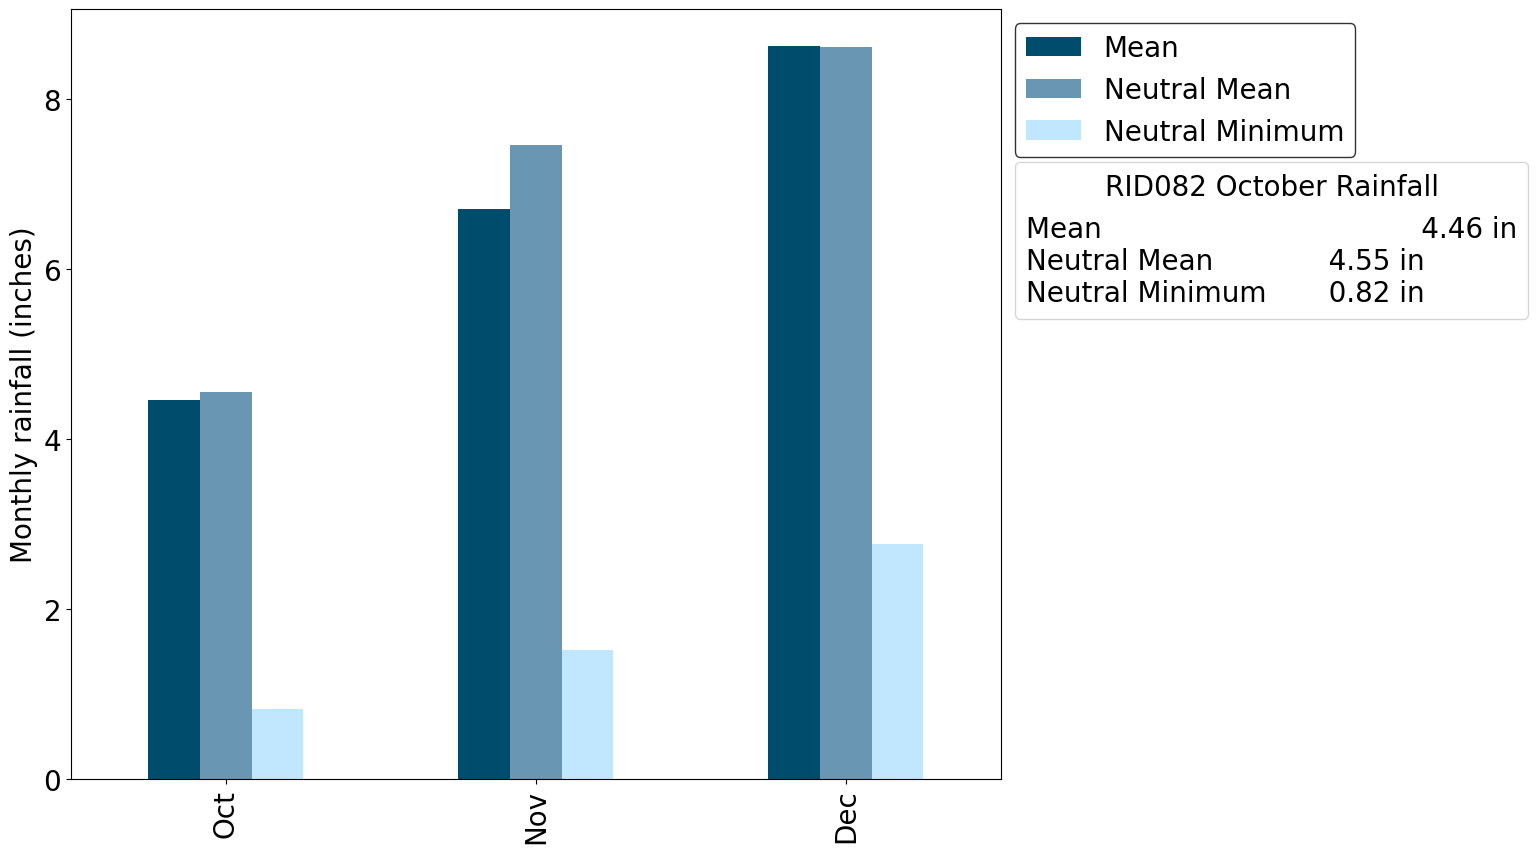 Mean
Neutral Mean
Neutral Minimum
RID082 October Rainfall
Mean 4.46 in
Neutral Mean 4.55 in
Neutral Minimum 0.82 in
Monthly rainfall (inches)
8
6
4
2
0
Oct
Nov
Dec